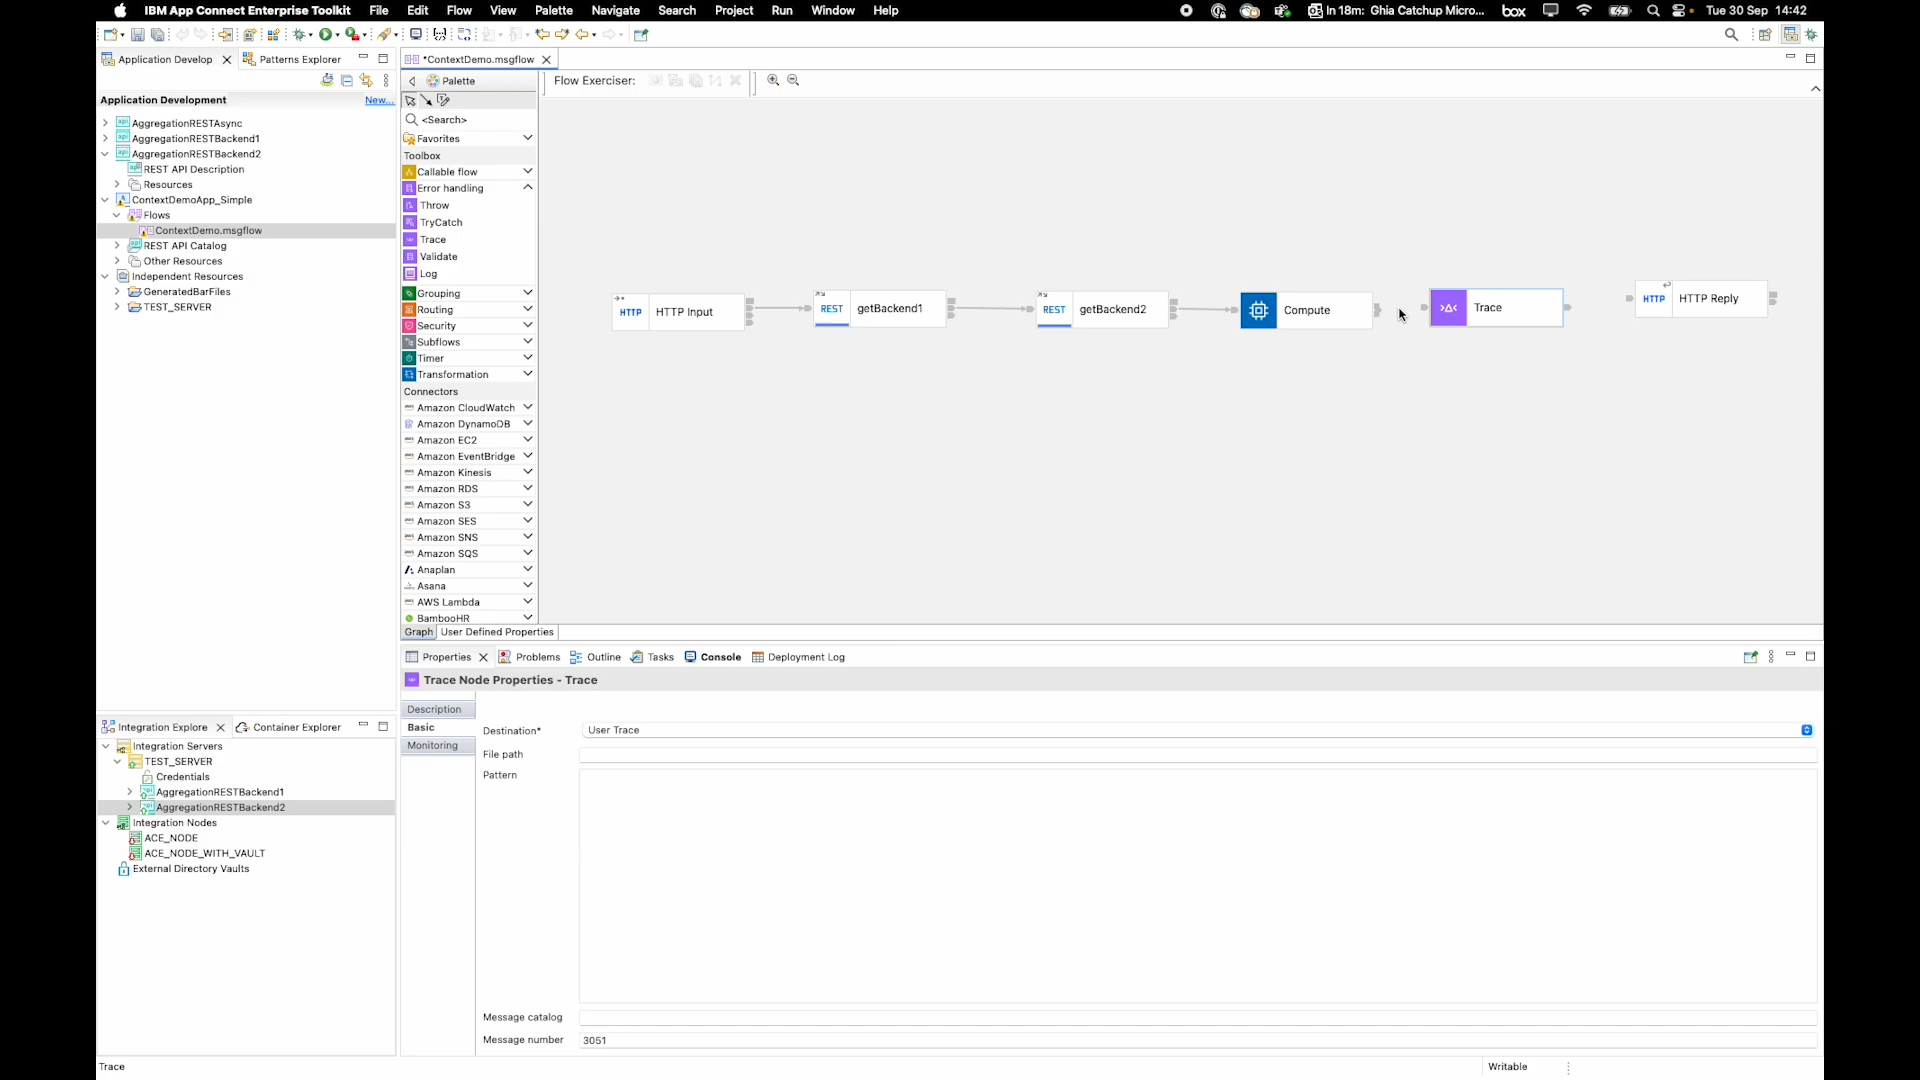 IBM App Connect Enterprise Toolkit File Edit Flow View Palette Navigate Search Project Run Window Help In 18m: Ghia Catchup Micro... box Tue 30 Sep 14:42
Application Develop Patterns Explorer
Application Development New...
AggregationRESTAsync
AggregationRESTBackend1
AggregationRESTBackend2
REST API Description
Resources
ContextDemoApp_Simple
Flows
ContextDemo.msgflow
REST API Catalog
Other Resources
Independent Resources
GeneratedBarFiles
TEST_SERVER
*ContextDemo.msgflow
Palette
Flow Exerciser:
<Search>
Favorites
Toolbox
Callable flow
Error handling
Throw
TryCatch
Trace
Validate
Log
Grouping
Routing
Security
Subflows
Timer
Transformation
Connectors
Amazon CloudWatch
Amazon DynamoDB
Amazon EC2
Amazon EventBridge
Amazon Kinesis
Amazon RDS
Amazon S3
Amazon SES
Amazon SNS
Amazon SQS
Anaplan
Asana
AWS Lambda
BambooHR
HTTP HTTP Input
REST getBackend1
REST getBackend2
Compute
Trace
HTTP HTTP Reply
Graph User Defined Properties
Properties Problems Outline Tasks Console Deployment Log
Trace Node Properties - Trace
Description
Basic
Monitoring
Destination* User Trace
File path
Pattern
Message catalog
Message number 3051
Integration Explore Container Explorer
Integration Servers
TEST_SERVER
Credentials
AggregationRESTBackend1
AggregationRESTBackend2
Integration Nodes
ACE_NODE
ACE_NODE_WITH_VAULT
External Directory Vaults
Trace Writable